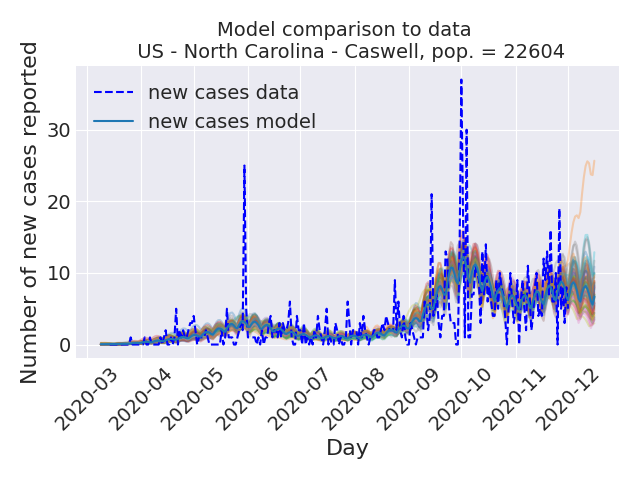 Model comparison to data
US - North Carolina - Caswell, pop. = 22604
Number of new cases reported
new cases data
new cases model
30
20
10
0
2020-03
2020-04
2020-05
2020-06
2020-07
2020-08
2020-09
2020-10
2020-11
2020-12
Day